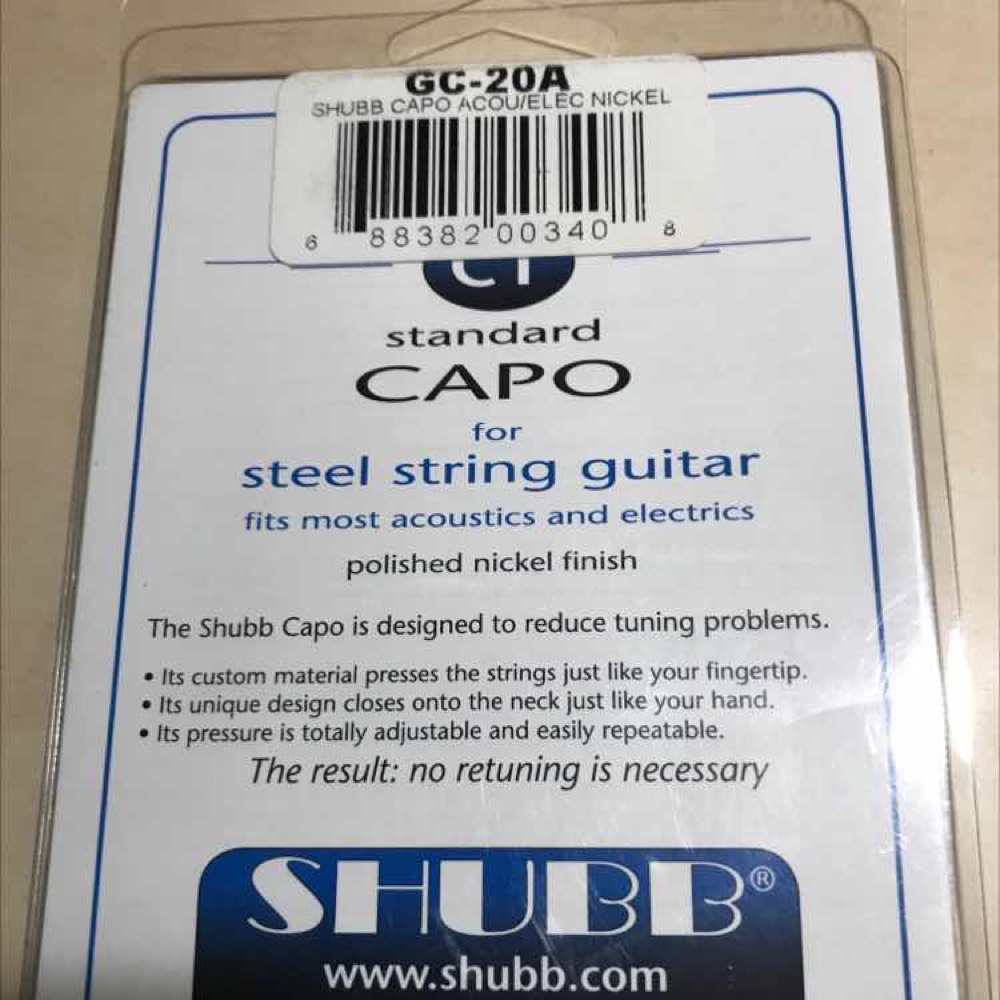 GC-20A
SHUBB CAPO ACOU/ELEC NICKEL
6 88382 00340 8
standard
CAPO
for
steel string guitar
fits most acoustics and electrics
polished nickel finish
The Shubb Capo is designed to reduce tuning problems.
• Its custom material presses the strings just like your fingertip.
• Its unique design closes onto the neck just like your hand.
• Its pressure is totally adjustable and easily repeatable.
The result: no retuning is necessary
SHUBB®
www.shubb.com